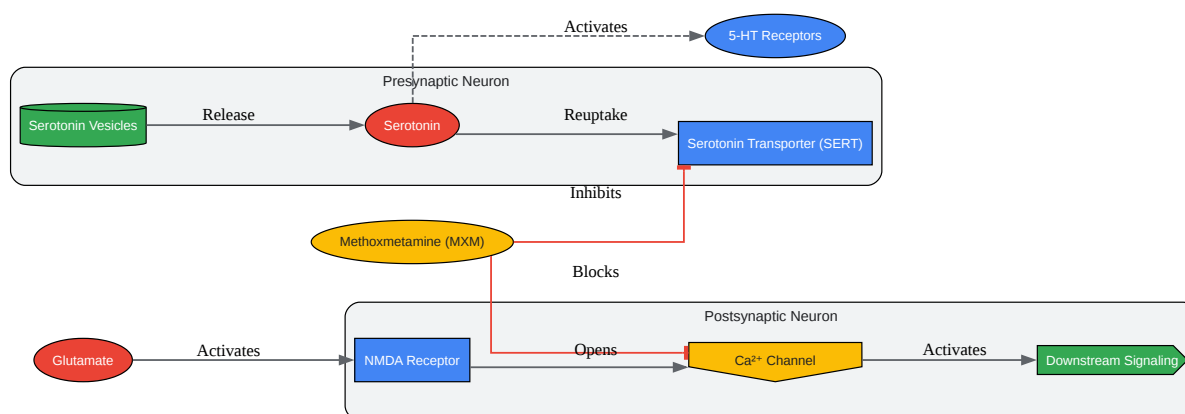 Activates
5-HT Receptors
Presynaptic Neuron
Serotonin Vesicles
Release
Serotonin
Reuptake
Serotonin Transporter (SERT)
Inhibits
Methoxmetamine (MXM)
Blocks
Postsynaptic Neuron
Glutamate
Activates
NMDA Receptor
Opens
Ca²⁺ Channel
Activates
Downstream Signaling